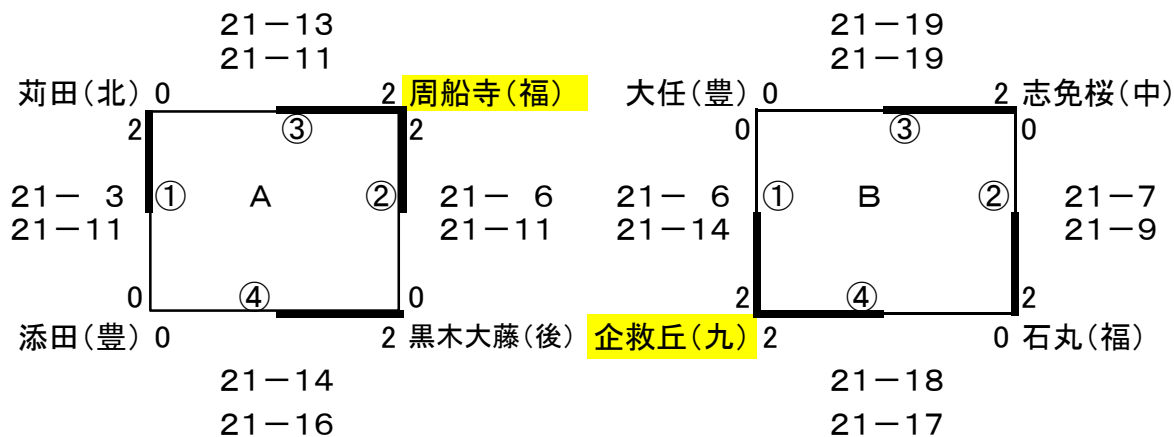 21－13 21－19
21－11 21－19
苅田(北) 0 2 周船寺(福) 大任(豊) 0 2 志免桜(中)
2 ③ 2 0 ③ 0
21－ 3 ① A ② 21－ 6 21－ 6 ① B ② 21－7
21－11 21－11 21－14 21－9
0 ④ 0 2 ④ 2
添田(豊) 0 2 黒木大藤(後) 企救丘(九) 2 0 石丸(福)
21－14 21－18
21－16 21－17